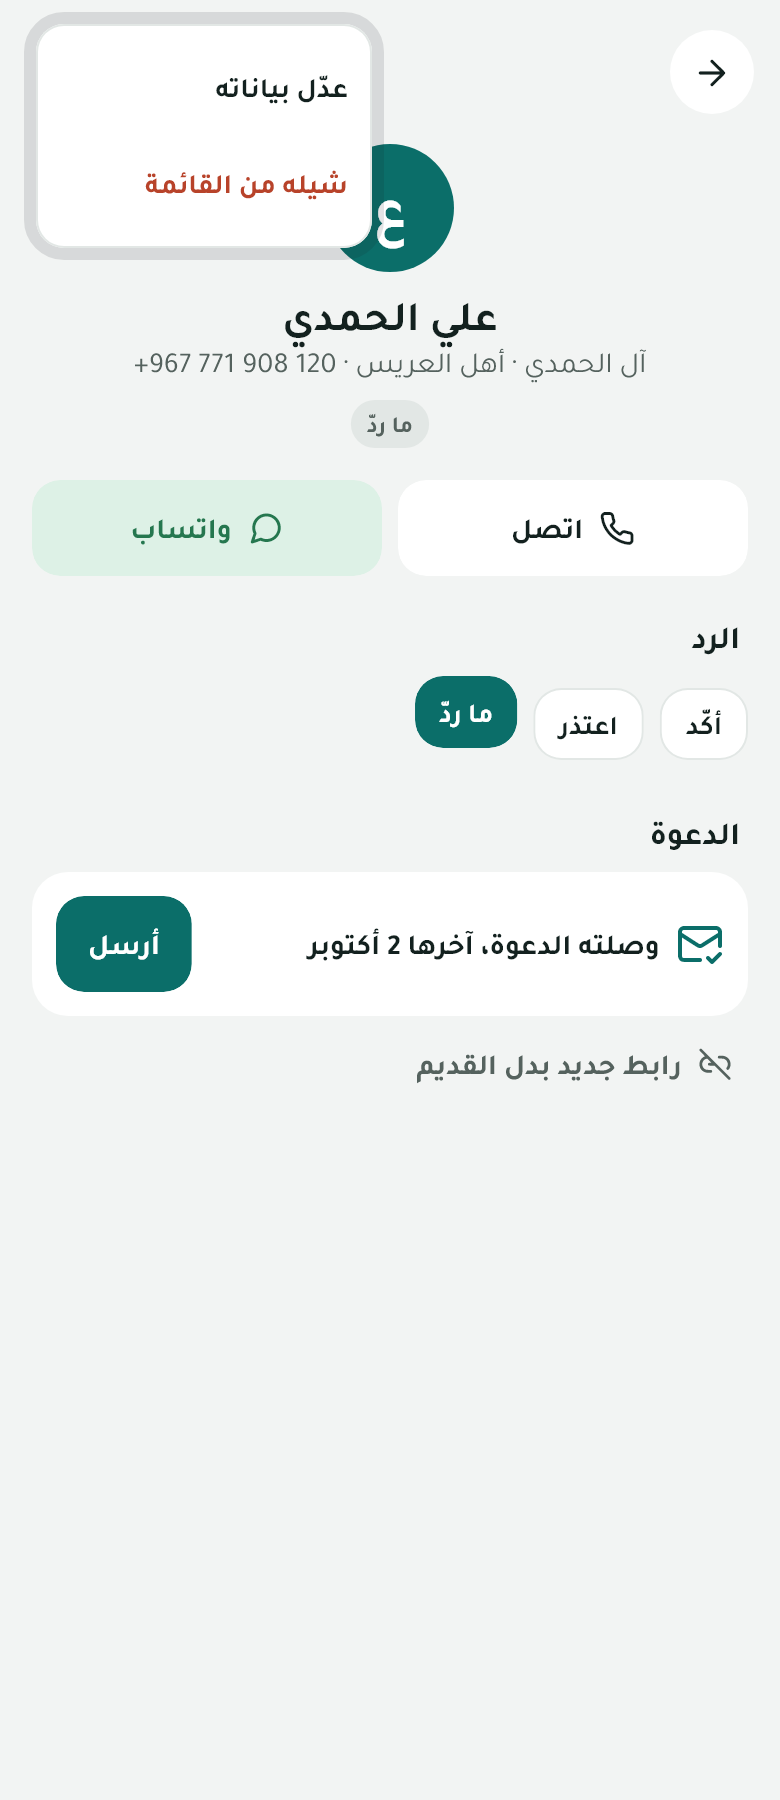 عدّل بياناته
شيله من القائمة
ع
علي الحمدي
آل الحمدي · أهل العريس · 120 908 771 967+
ما ردّ
اتصل
واتساب
الرد
أكّد
اعتذر
ما ردّ
الدعوة
وصلته الدعوة، آخرها 2 أكتوبر
أرسل
رابط جديد بدل القديم